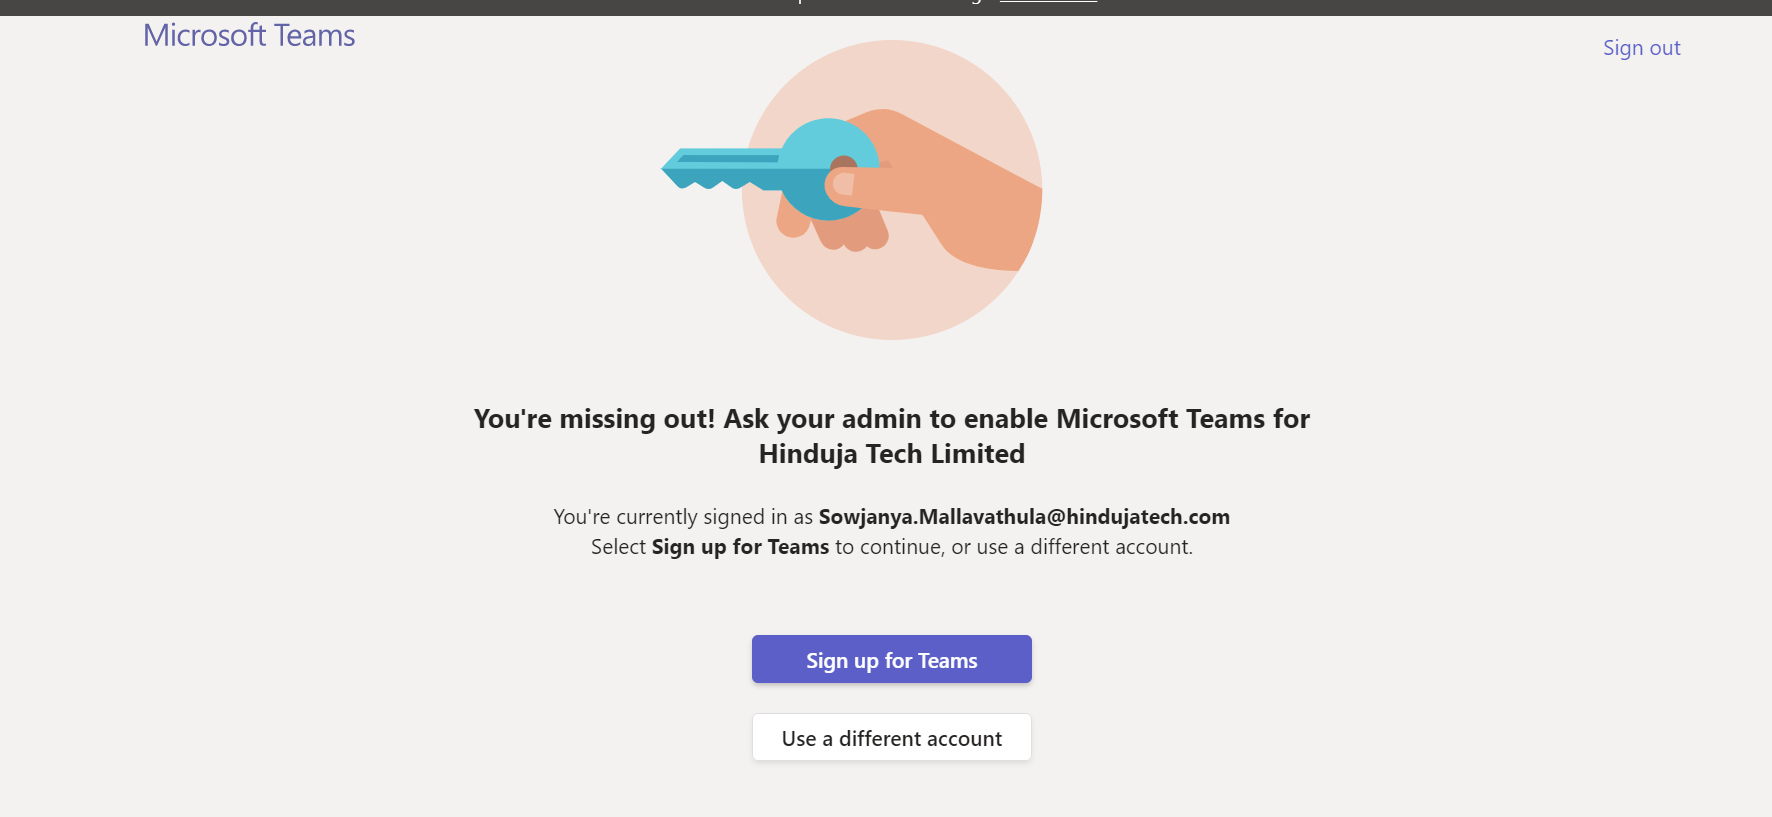 Microsoft Teams
Sign out
You're missing out! Ask your admin to enable Microsoft Teams for
Hinduja Tech Limited
You're currently signed in as Sowjanya.Mallavathula@hindujatech.com
Select Sign up for Teams to continue, or use a different account.
Sign up for Teams
Use a different account